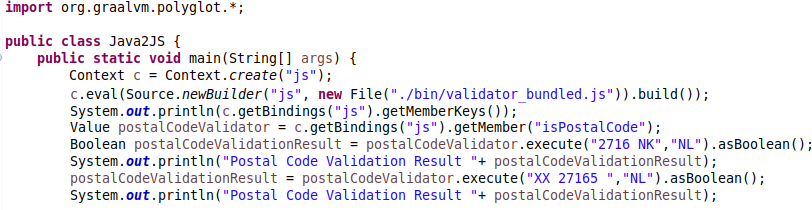 import org.graalvm.polyglot.*;
public class Java2JS {
public static void main(String[] args) {
Context c = Context.create("js");
c.eval(Source.newBuilder("js", new File("./bin/validator_bundled.js")).build());
System.out.println(c.getBindings("js").getMemberKeys());
Value postalCodeValidator = c.getBindings("js").getMember("isPostalCode");
Boolean postalCodeValidationResult = postalCodeValidator.execute("2716 NK","NL").asBoolean();
System.out.println("Postal Code Validation Result "+ postalCodeValidationResult);
postalCodeValidationResult = postalCodeValidator.execute("XX 27165 ","NL").asBoolean();
System.out.println("Postal Code Validation Result "+ postalCodeValidationResult);